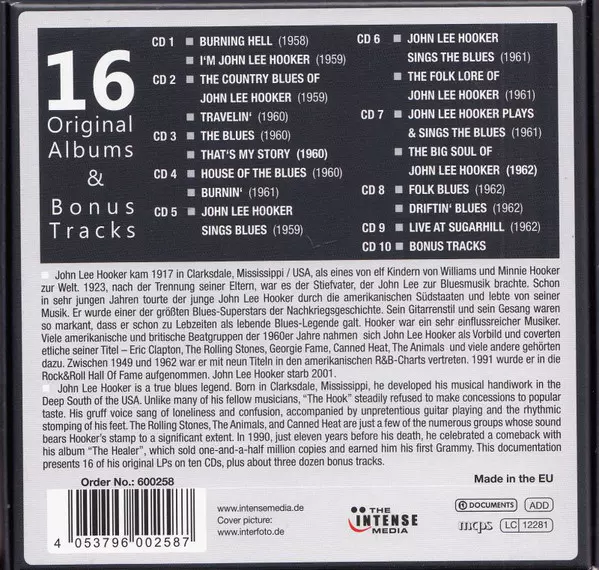 16
Original
Albums
&
Bonus
Tracks
CD 1 BURNING HELL (1958)
I'M JOHN LEE HOOKER (1959)
CD 2 THE COUNTRY BLUES OF
JOHN LEE HOOKER (1959)
TRAVELIN' (1960)
CD 3 THE BLUES (1960)
THAT'S MY STORY (1960)
CD 4 HOUSE OF THE BLUES (1960)
BURNIN' (1961)
CD 5 JOHN LEE HOOKER
SINGS BLUES (1959)
CD 6 JOHN LEE HOOKER
SINGS THE BLUES (1961)
THE FOLK LORE OF
JOHN LEE HOOKER (1961)
CD 7 JOHN LEE HOOKER PLAYS
& SINGS THE BLUES (1961)
THE BIG SOUL OF
JOHN LEE HOOKER (1962)
CD 8 FOLK BLUES (1962)
DRIFTIN' BLUES (1962)
CD 9 LIVE AT SUGARHILL (1962)
CD 10 BONUS TRACKS
John Lee Hooker kam 1917 in Clarksdale, Mississippi / USA, als eines von elf Kindern von Williams und Minnie Hooker
zur Welt. 1923, nach der Trennung seiner Eltern, war es der Stiefvater, der John Lee zur Bluesmusik brachte. Schon
in sehr jungen Jahren tourte der junge John Lee Hooker durch die amerikanischen Südstaaten und lebte von seiner
Musik. Er wurde einer der größten Blues-Superstars der Nachkriegsgeschichte. Sein Gitarrenstil und sein Gesang waren
so markant, dass er schon zu Lebzeiten als lebende Blues-Legende galt. Hooker war ein sehr einflussreicher Musiker.
Viele amerikanische und britische Beatgruppen der 1960er Jahre nahmen sich John Lee Hooker als Vorbild und coverten
etliche seiner Titel – Eric Clapton, The Rolling Stones, Georgie Fame, Canned Heat, The Animals und viele andere gehörten
dazu. Zwischen 1949 und 1962 war er mit neun Titeln in den amerikanischen R&B-Charts vertreten. 1991 wurde er in die
Rock&Roll Hall Of Fame aufgenommen. John Lee Hooker starb 2001.
John Lee Hooker is a true blues legend. Born in Clarksdale, Mississippi, he developed his musical handiwork in the
Deep South of the USA. Unlike many of his fellow musicians, "The Hook" steadily refused to make concessions to popular
taste. His gruff voice sang of loneliness and confusion, accompanied by unpretentious guitar playing and the rhythmic
stomping of his feet. The Rolling Stones, The Animals, and Canned Heat are just a few of the numerous groups whose sound
bears Hooker's stamp to a significant extent. In 1990, just eleven years before his death, he celebrated a comeback with
his album "The Healer", which sold one-and-a-half million copies and earned him his first Grammy. This documentation
presents 16 of his original LPs on ten CDs, plus about three dozen bonus tracks.
Order No.: 600258
Made in the EU
4 053796 002587
www.intensemedia.de
Cover picture:
www.interfoto.de
THE
INTENSE
MEDIA
DOCUMENTS ADD
mcps LC 12281